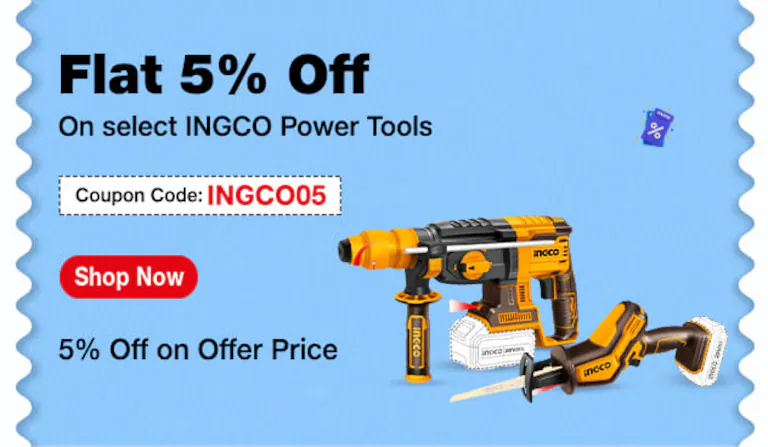 Flat 5% Off
On select INGCO Power Tools
Coupon Code: INGCO05
Shop Now
5% Off on Offer Price
%
INGCO
INGCO
INGCO